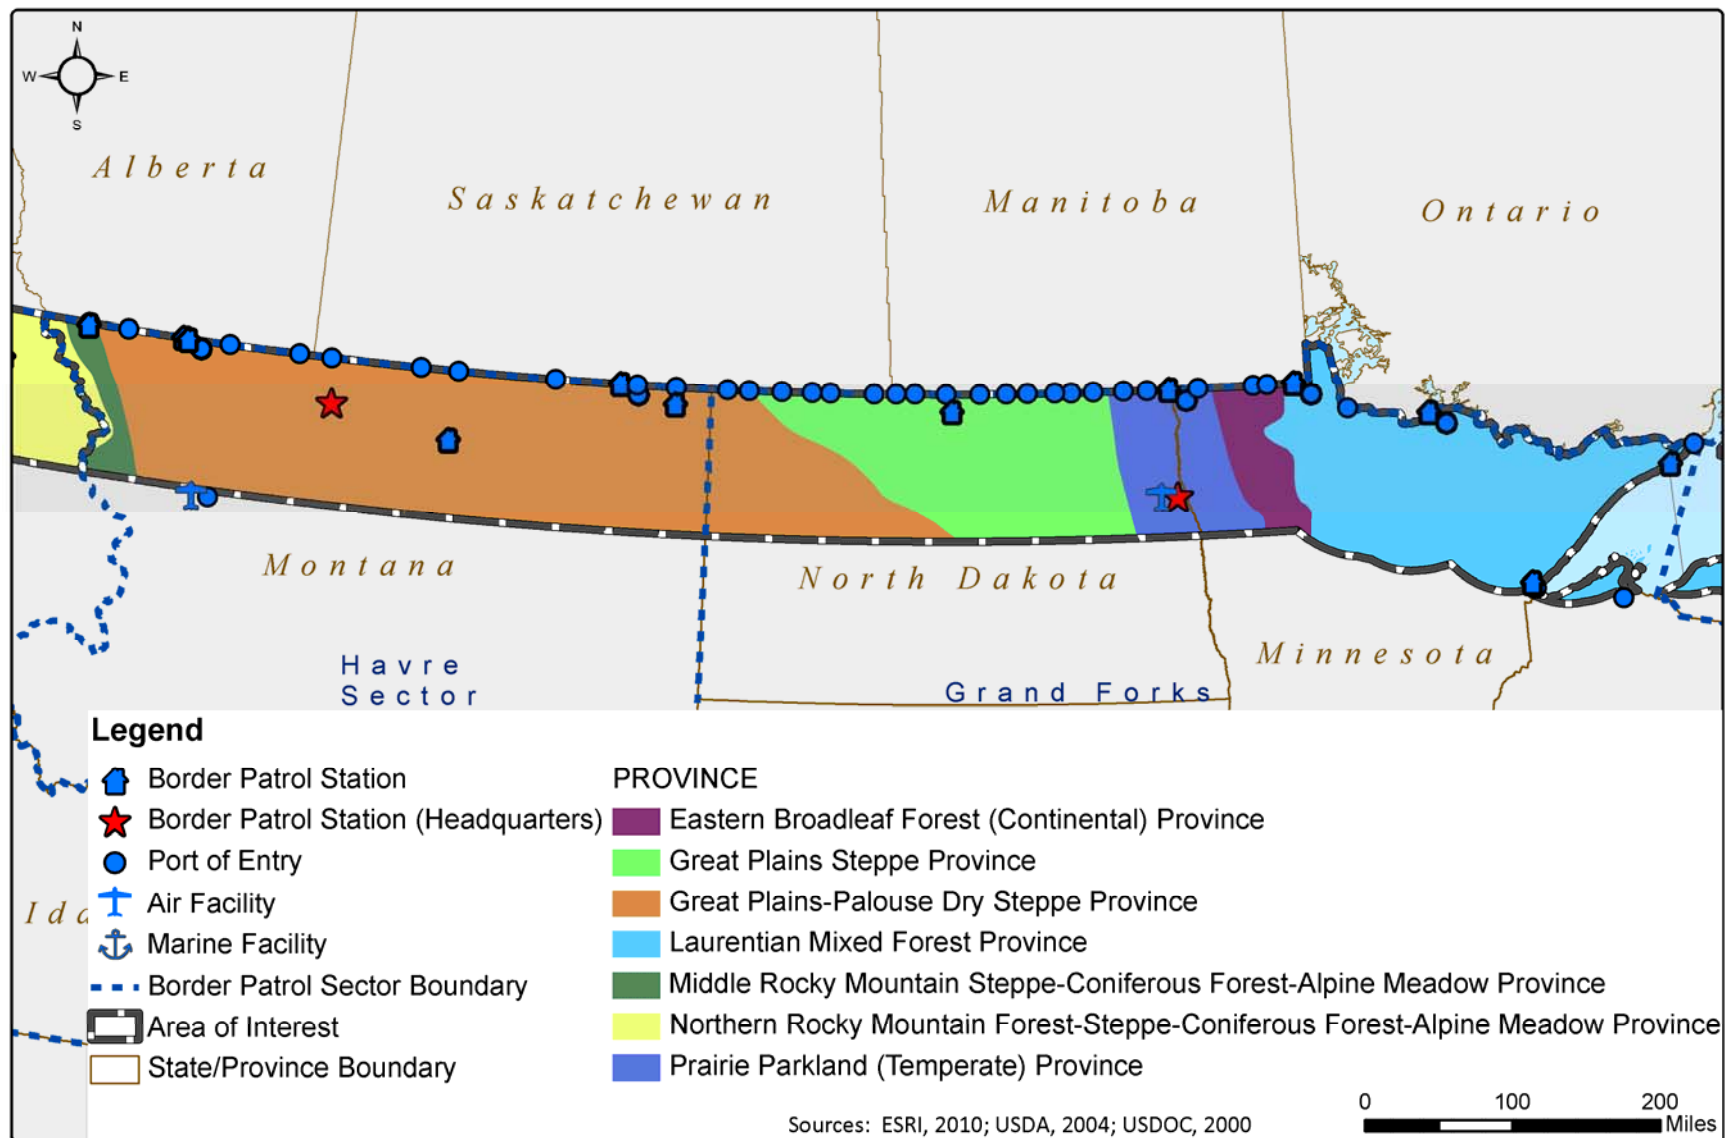 N
W E
S
Alberta
Saskatchewan
Manitoba
Ontario
Montana
North Dakota
Minnesota
Havre
Sector
Grand Forks
Ida
Legend
Border Patrol Station
Border Patrol Station (Headquarters)
Port of Entry
Air Facility
Marine Facility
Border Patrol Sector Boundary
Area of Interest
State/Province Boundary
PROVINCE
Eastern Broadleaf Forest (Continental) Province
Great Plains Steppe Province
Great Plains-Palouse Dry Steppe Province
Laurentian Mixed Forest Province
Middle Rocky Mountain Steppe-Coniferous Forest-Alpine Meadow Province
Northern Rocky Mountain Forest-Steppe-Coniferous Forest-Alpine Meadow Province
Prairie Parkland (Temperate) Province
0 100 200
Miles
Sources: ESRI, 2010; USDA, 2004; USDOC, 2000